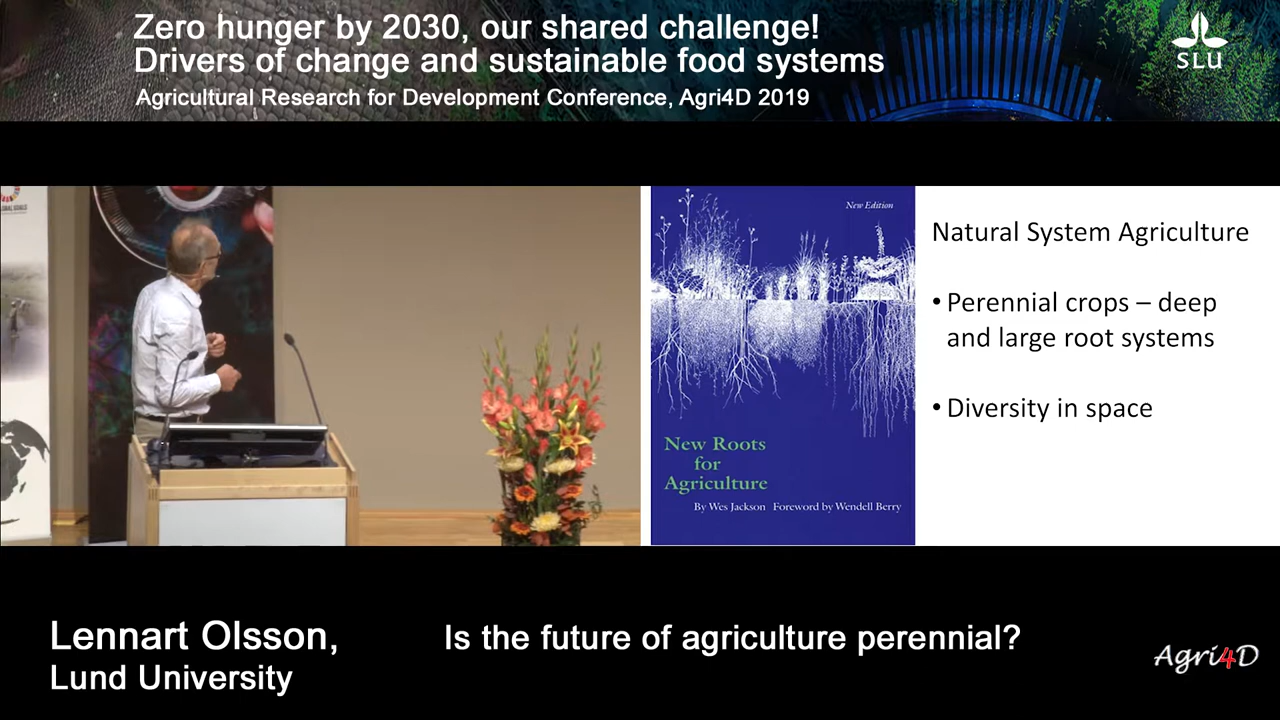 Zero hunger by 2030, our shared challenge!
Drivers of change and sustainable food systems
Agricultural Research for Development Conference, Agri4D 2019
SLU
New Edition
New Roots
for
Agriculture
By Wes Jackson Foreword by Wendell Berry
Natural System Agriculture
• Perennial crops – deep
and large root systems
• Diversity in space
Lennart Olsson,
Lund University
Is the future of agriculture perennial?
Agri4D